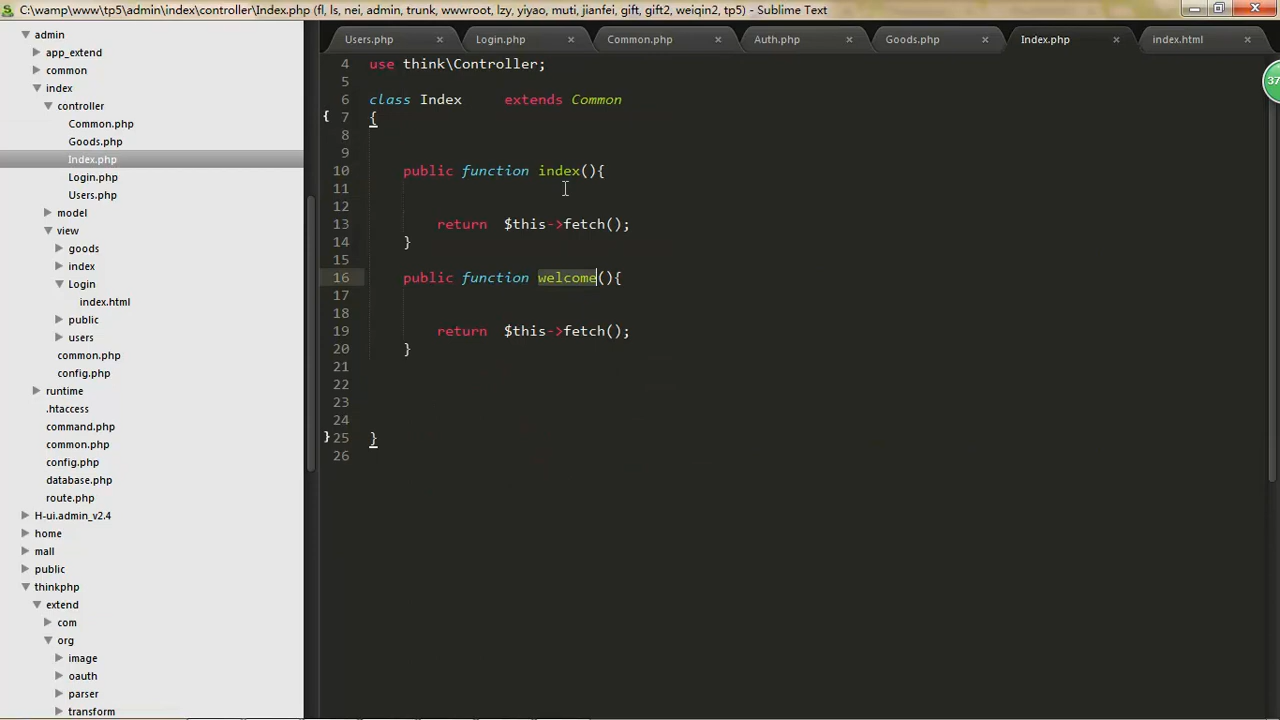 C:\wamp\www\tp5\admin\index\controller\Index.php (fl, ls, nei, admin, trunk, wwwroot, lzy, yiyao, muti, jianfei, gift, gift2, weiqin2, tp5) - Sublime Text
admin
app_extend
common
index
controller
Common.php
Goods.php
Index.php
Login.php
Users.php
model
view
goods
index
Login
index.html
public
users
common.php
config.php
runtime
.htaccess
command.php
common.php
config.php
database.php
route.php
H-ui.admin_v2.4
home
mall
public
thinkphp
extend
com
org
image
oauth
parser
transform
Users.php × Login.php × Common.php × Auth.php × Goods.php × Index.php × index.html ×
4 use think\Controller;
5
6 class Index extends Common
{ 7 {
8
9
10 public function index(){
11
12
13 return $this->fetch();
14 }
15
16 public function welcome(){
17
18
19 return $this->fetch();
20 }
21
22
23
24
} 25 }
26
37